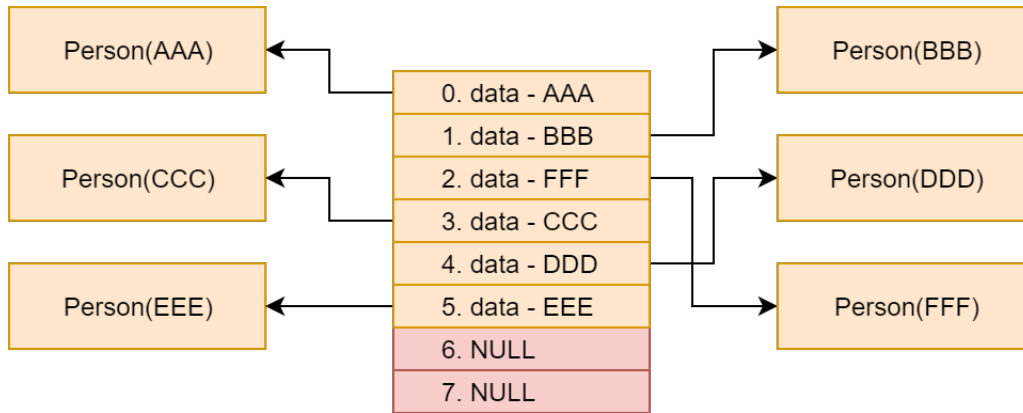 Person(AAA)
Person(BBB)
0. data - AAA
1. data - BBB
Person(CCC)
2. data - FFF
Person(DDD)
3. data - CCC
4. data - DDD
Person(EEE)
5. data - EEE
Person(FFF)
6. NULL
7. NULL